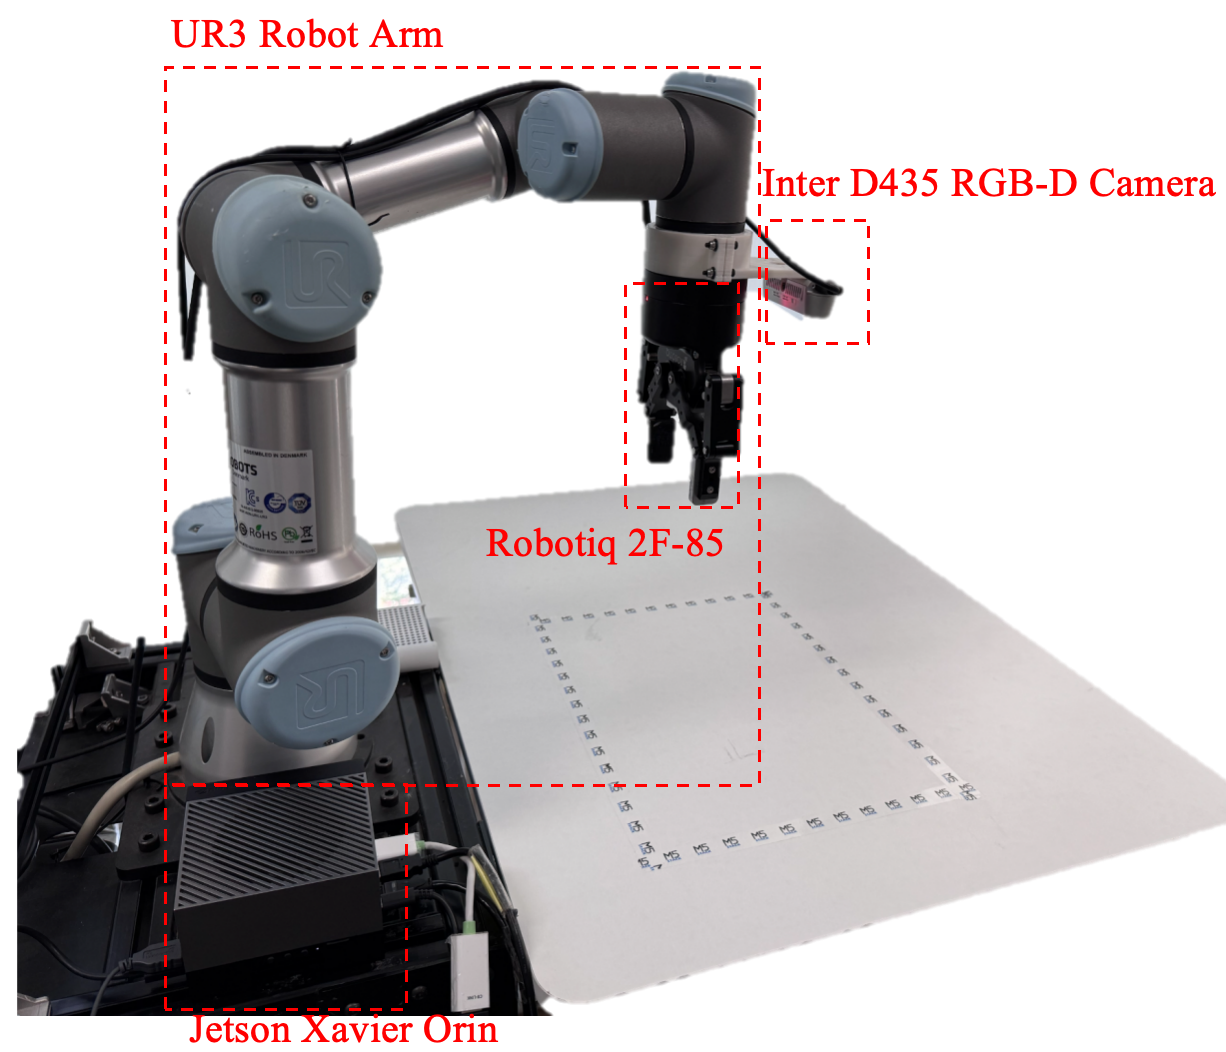 UR3 Robot Arm
Inter D435 RGB-D Camera
UR
UR
ASSEMBLED IN DENMARK
OBOTS
RoHS
Robotiq 2F-85
UR
Jetson Xavier Orin